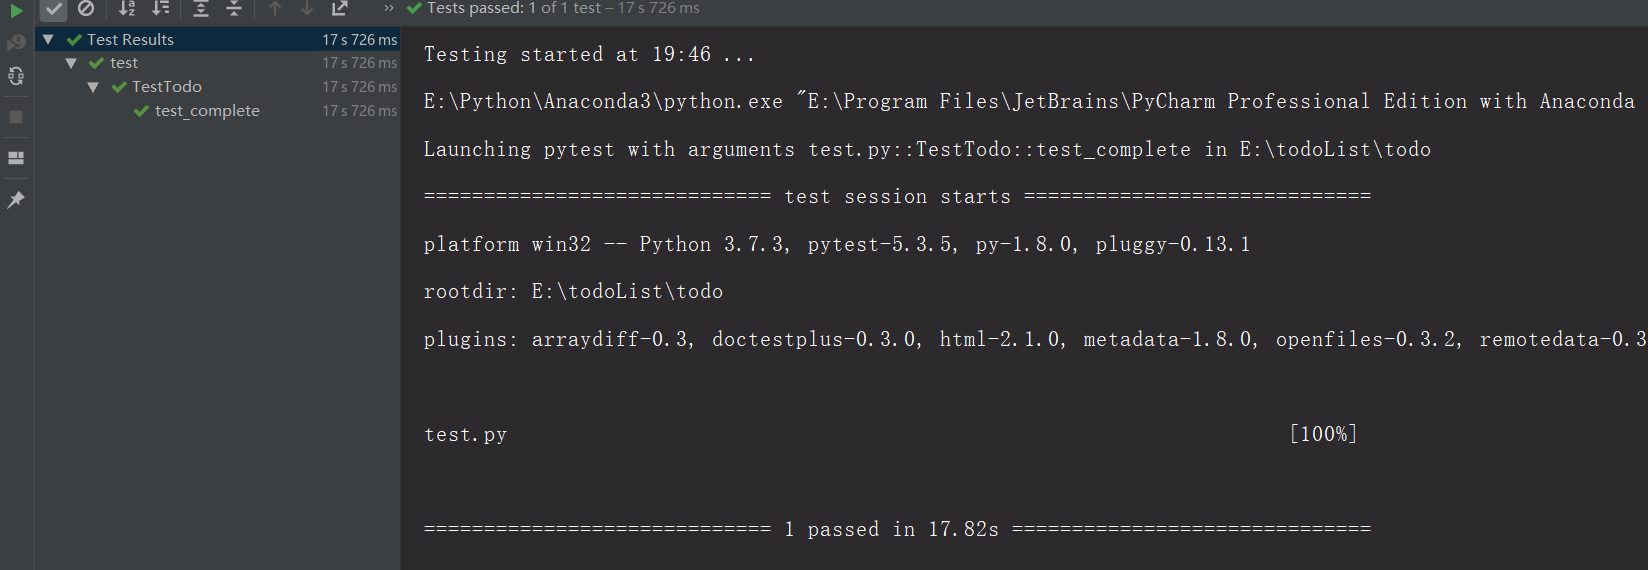 » Tests passed: 1 of 1 test – 17 s 726 ms
Test Results 17 s 726 ms
test 17 s 726 ms
TestTodo 17 s 726 ms
test_complete 17 s 726 ms
Testing started at 19:46 ...
E:\Python\Anaconda3\python.exe "E:\Program Files\JetBrains\PyCharm Professional Edition with Anaconda
Launching pytest with arguments test.py::TestTodo::test_complete in E:\todoList\todo
============================= test session starts =============================
platform win32 -- Python 3.7.3, pytest-5.3.5, py-1.8.0, pluggy-0.13.1
rootdir: E:\todoList\todo
plugins: arraydiff-0.3, doctestplus-0.3.0, html-2.1.0, metadata-1.8.0, openfiles-0.3.2, remotedata-0.3
test.py [100%]
============================= 1 passed in 17.82s ==============================